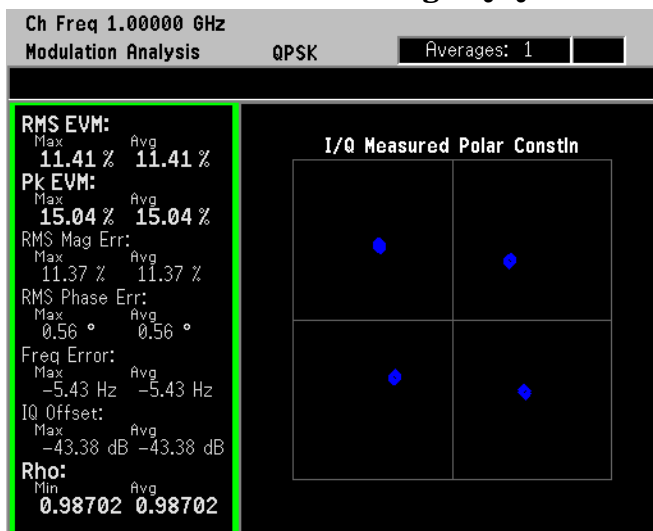 Ch Freq 1.00000 GHz
Modulation Analysis QPSK Averages: 1
I/Q Measured Polar Constln
RMS EVM:
Max Avg
11.41 % 11.41 %
Pk EVM:
Max Avg
15.04 % 15.04 %
RMS Mag Err:
Max Avg
11.37 % 11.37 %
RMS Phase Err:
Max Avg
0.56 ° 0.56 °
Freq Error:
Max Avg
-5.43 Hz -5.43 Hz
IQ Offset:
Max Avg
-43.38 dB -43.38 dB
Rho:
Min Avg
0.98702 0.98702